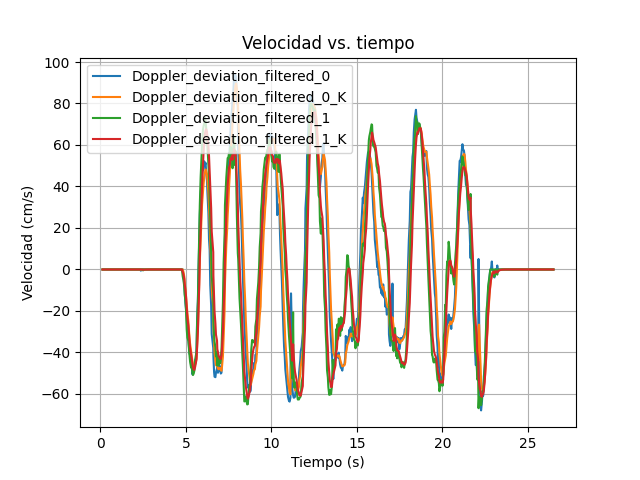 Velocidad vs. tiempo
Doppler_deviation_filtered_0
Doppler_deviation_filtered_0_K
Doppler_deviation_filtered_1
Doppler_deviation_filtered_1_K
Velocidad (cm/s)
100
80
60
40
20
0
−20
−40
−60
0 5 10 15 20 25
Tiempo (s)